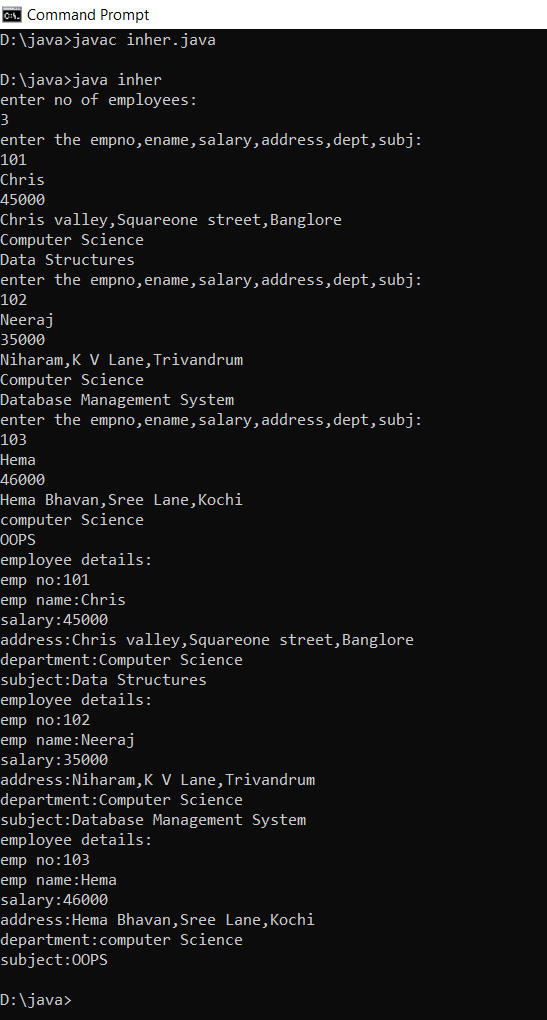 Command Prompt
D:\java>javac inher.java
D:\java>java inher
enter no of employees:
3
enter the empno,ename,salary,address,dept,subj:
101
Chris
45000
Chris valley,Squareone street,Banglore
Computer Science
Data Structures
enter the empno,ename,salary,address,dept,subj:
102
Neeraj
35000
Niharam,K V Lane,Trivandrum
Computer Science
Database Management System
enter the empno,ename,salary,address,dept,subj:
103
Hema
46000
Hema Bhavan,Sree Lane,Kochi
computer Science
OOPS
employee details:
emp no:101
emp name:Chris
salary:45000
address:Chris valley,Squareone street,Banglore
department:Computer Science
subject:Data Structures
employee details:
emp no:102
emp name:Neeraj
salary:35000
address:Niharam,K V Lane,Trivandrum
department:Computer Science
subject:Database Management System
employee details:
emp no:103
emp name:Hema
salary:46000
address:Hema Bhavan,Sree Lane,Kochi
department:computer Science
subject:OOPS
D:\java>